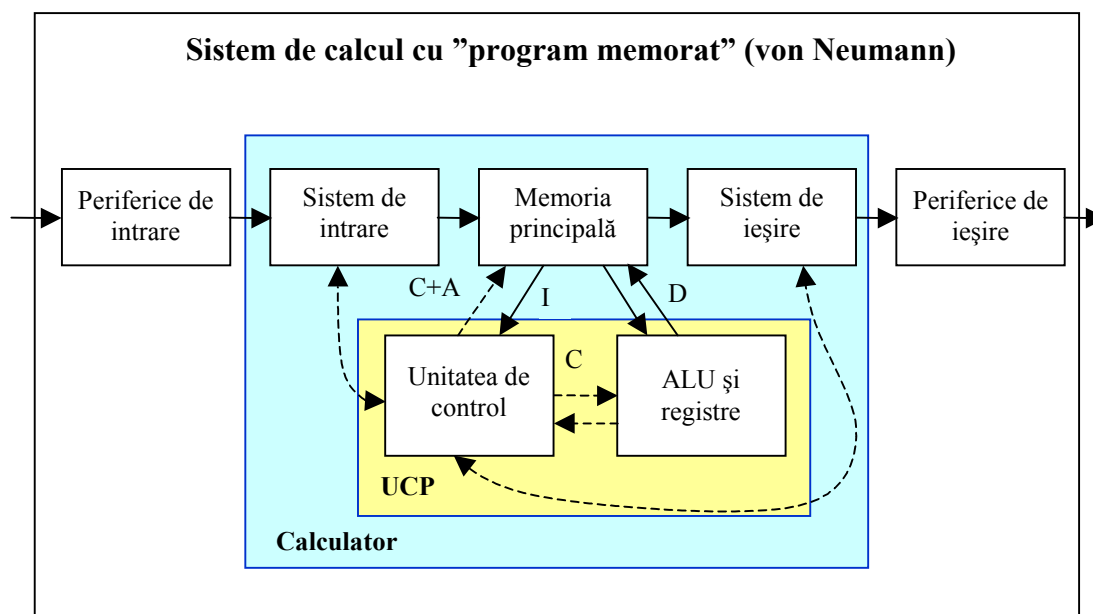 Sistem de calcul cu ”program memorat” (von Neumann)
Periferice de
intrare
Sistem de
intrare
Memoria
principală
Sistem de
ieşire
Periferice de
ieşire
C+A
I
D
Unitatea de
control
C
ALU şi
registre
UCP
Calculator